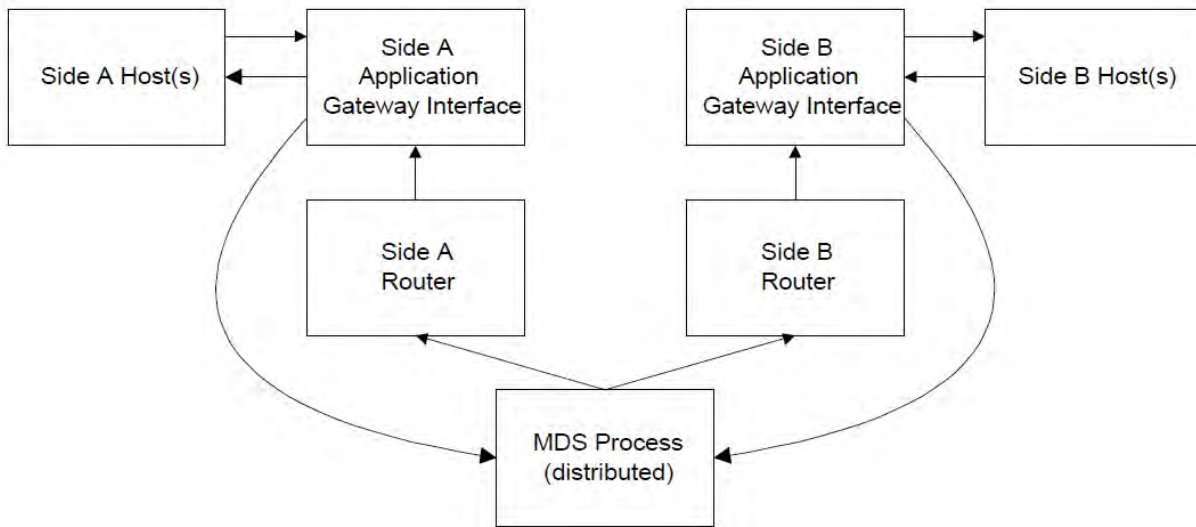 Side A Host(s)
Side A
Application
Gateway Interface
Side B
Application
Gateway Interface
Side B Host(s)
Side A
Router
Side B
Router
MDS Process
(distributed)